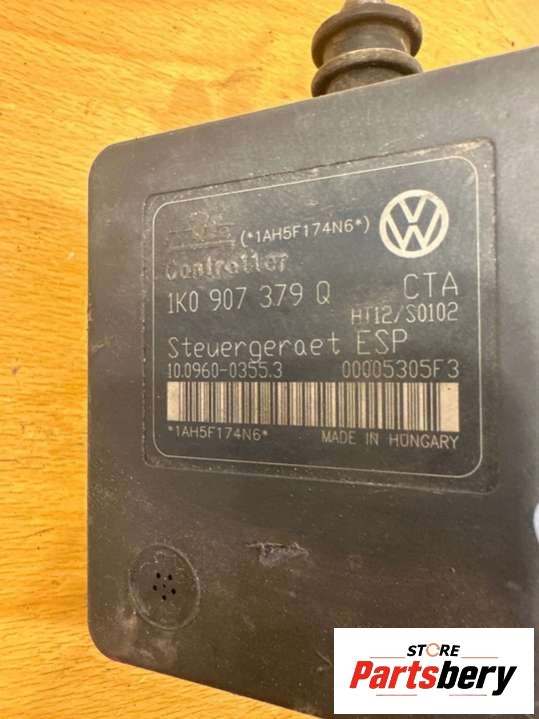 (*1AH5F174N6*)
Controller
1K0 907 379 Q CTA
HT12/S0102
Steuergeraet ESP
10.0960-0355.3 00005305F3
*1AH5F174N6* MADE IN HUNGARY
STORE
Partsbery